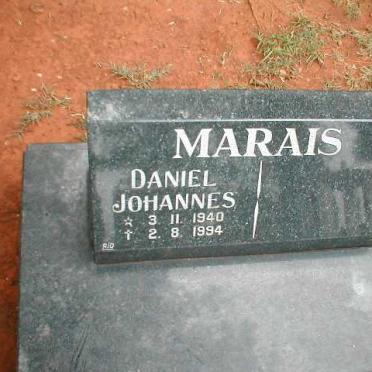 MARAIS
DANIEL
JOHANNES
☆ 3. 11. 1940
† 2. 8. 1994